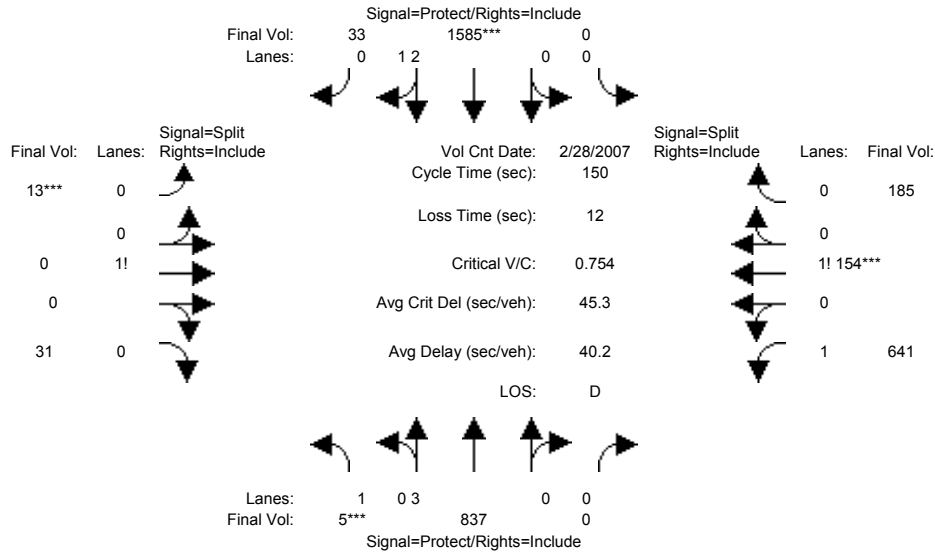 Signal=Protect/Rights=Include
Final Vol: 33 1585*** 0
Lanes: 0 1 2 0 0
Signal=Split Signal=Split
Final Vol: Lanes: Rights=Include Vol Cnt Date: 2/28/2007 Rights=Include Lanes: Final Vol:
Cycle Time (sec): 150
13*** 0 0 185
Loss Time (sec): 12
0 0
0 1! Critical V/C: 0.754 1! 154***
0 0 Avg Crit Del (sec/veh): 45.3 0
31 0 Avg Delay (sec/veh): 40.2 1 641
LOS: D
Lanes: 1 0 3 0 0
Final Vol: 5*** 837 0
Signal=Protect/Rights=Include